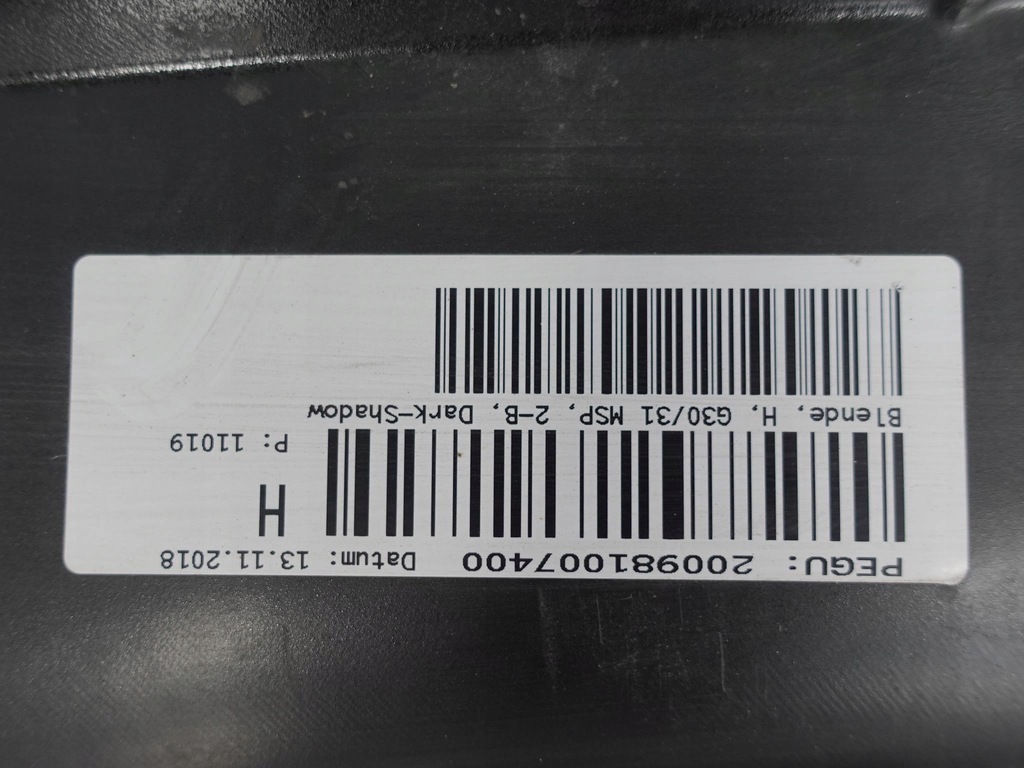 PEGU: 200981007400 Datum: 13.11.2018
H
P: 11019
Blende, H, G30/31 MSP, 2-B, Dark-Shadow